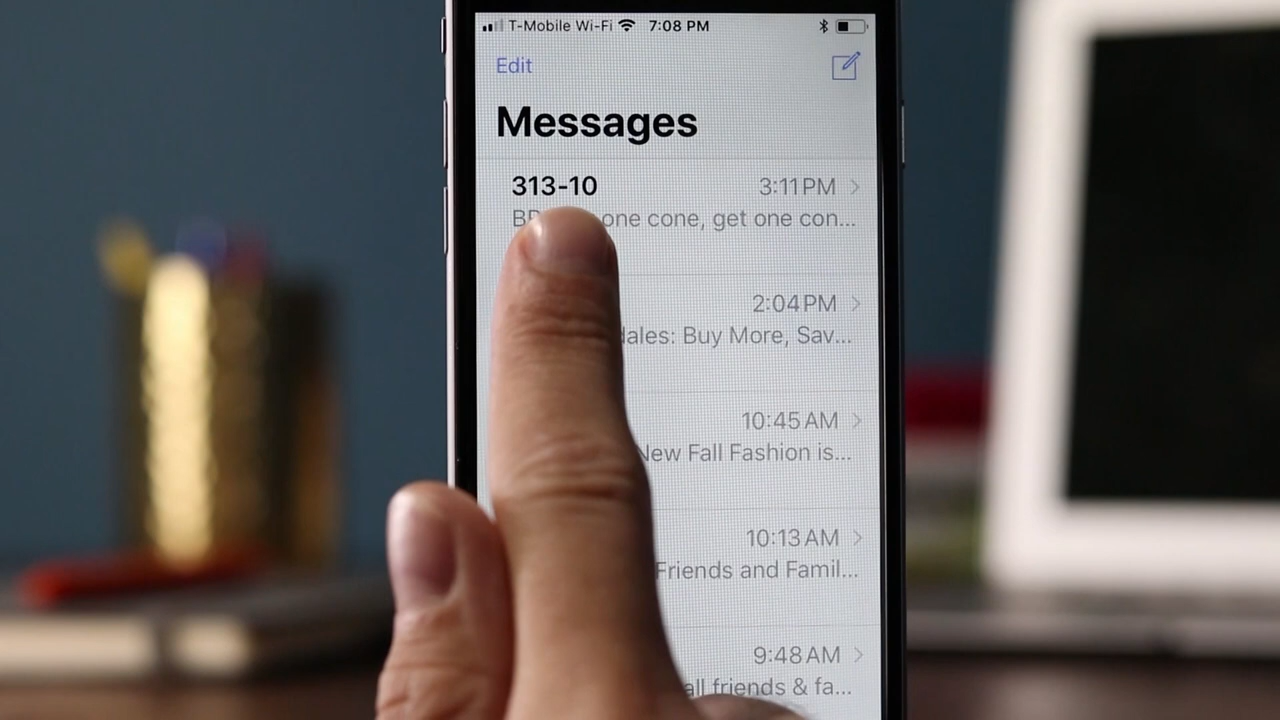 T-Mobile Wi-Fi 7:08 PM
Edit
Messages
313-10 3:11 PM
one cone, get one con...
2:04 PM
Buy More, Sav...
10:45 AM
New Fall Fashion is...
10:13 AM
Friends and Famil...
9:48 AM
all friends & fa...